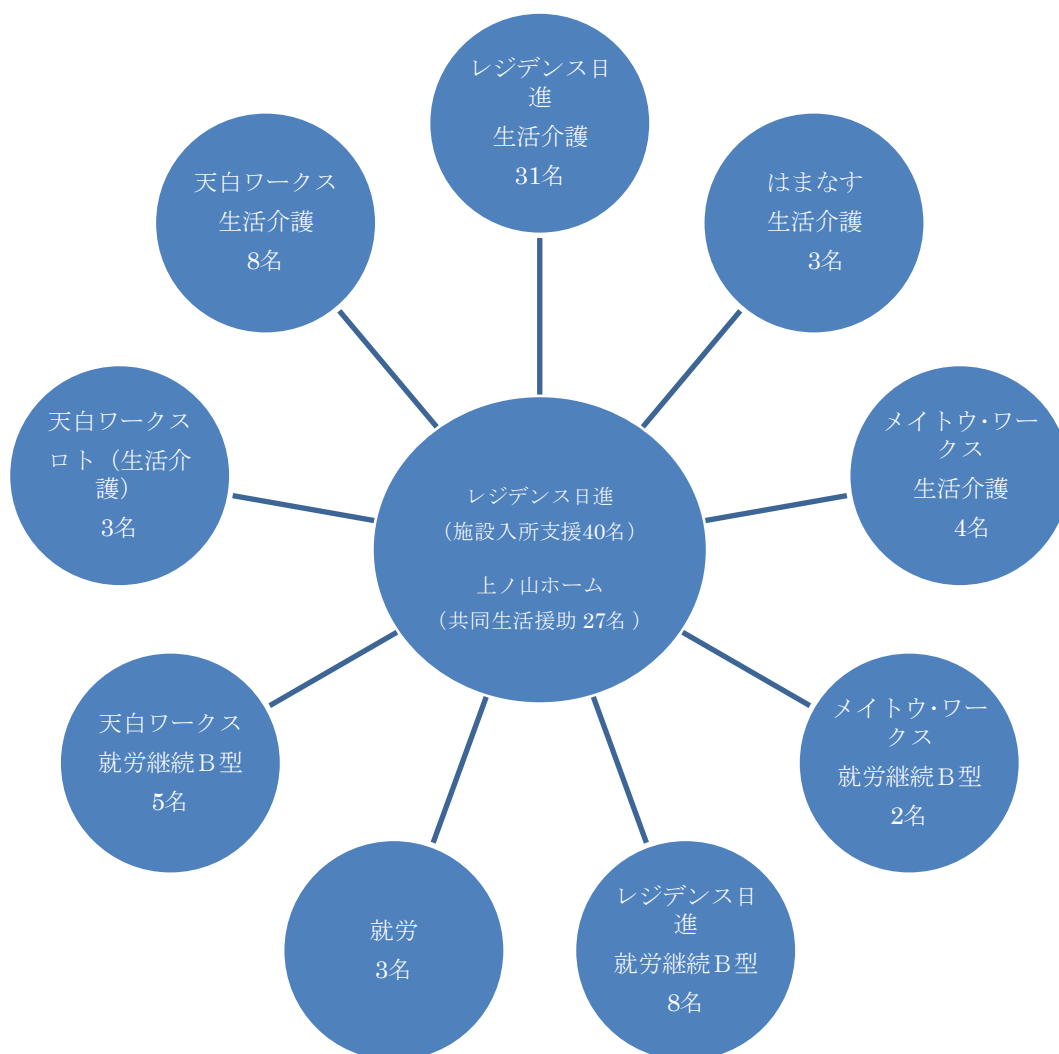 レジデンス日
進
生活介護
31名
はまなす
生活介護
3名
メイトウ・ワー
クス
生活介護
4名
メイトウ・ワー
クス
就労継続Ｂ型
2名
レジデンス日
進
就労継続Ｂ型
8名
就労
3名
天白ワークス
就労継続Ｂ型
5名
天白ワークス
ロト（生活介
護）
3名
天白ワークス
生活介護
8名
レジデンス日進
（施設入所支援40名）
上ノ山ホーム
（共同生活援助 27名 ）